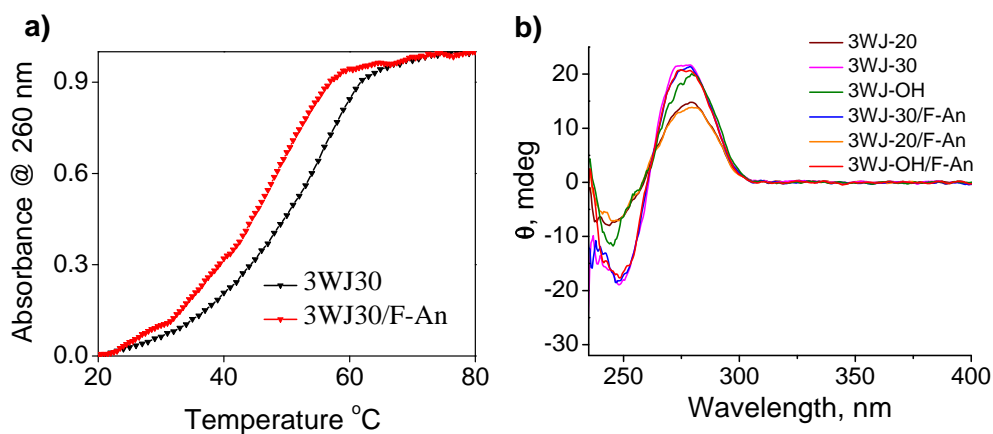 a)
Absorbance @ 260 nm
0.9
0.6
0.3
0.0
20
40
60
80
Temperature °C
3WJ30
3WJ30/F-An
b)
θ, mdeg
20
10
0
-10
-20
-30
250
300
350
400
Wavelength, nm
3WJ-20
3WJ-30
3WJ-OH
3WJ-30/F-An
3WJ-20/F-An
3WJ-OH/F-An